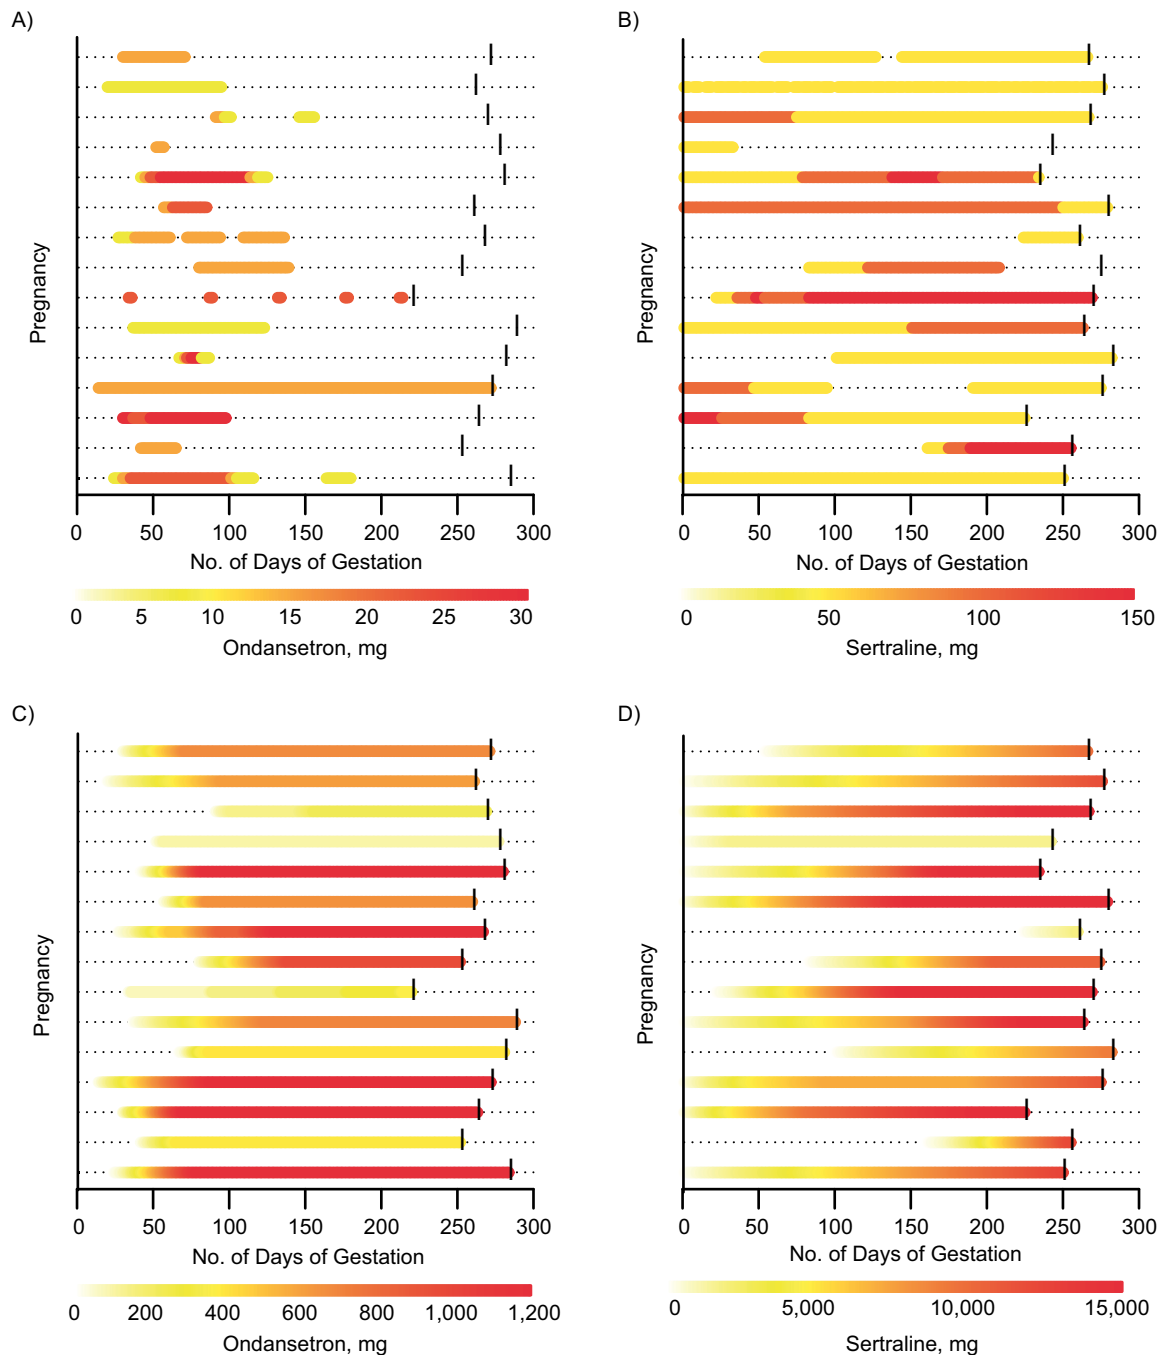 A)
Pregnancy
0 50 100 150 200 250 300
No. of Days of Gestation
0 5 10 15 20 25 30
Ondansetron, mg
B)
Pregnancy
0 50 100 150 200 250 300
No. of Days of Gestation
0 50 100 150
Sertraline, mg
C)
Pregnancy
0 50 100 150 200 250 300
No. of Days of Gestation
0 200 400 600 800 1,000 1,200
Ondansetron, mg
D)
Pregnancy
0 50 100 150 200 250 300
No. of Days of Gestation
0 5,000 10,000 15,000
Sertraline, mg